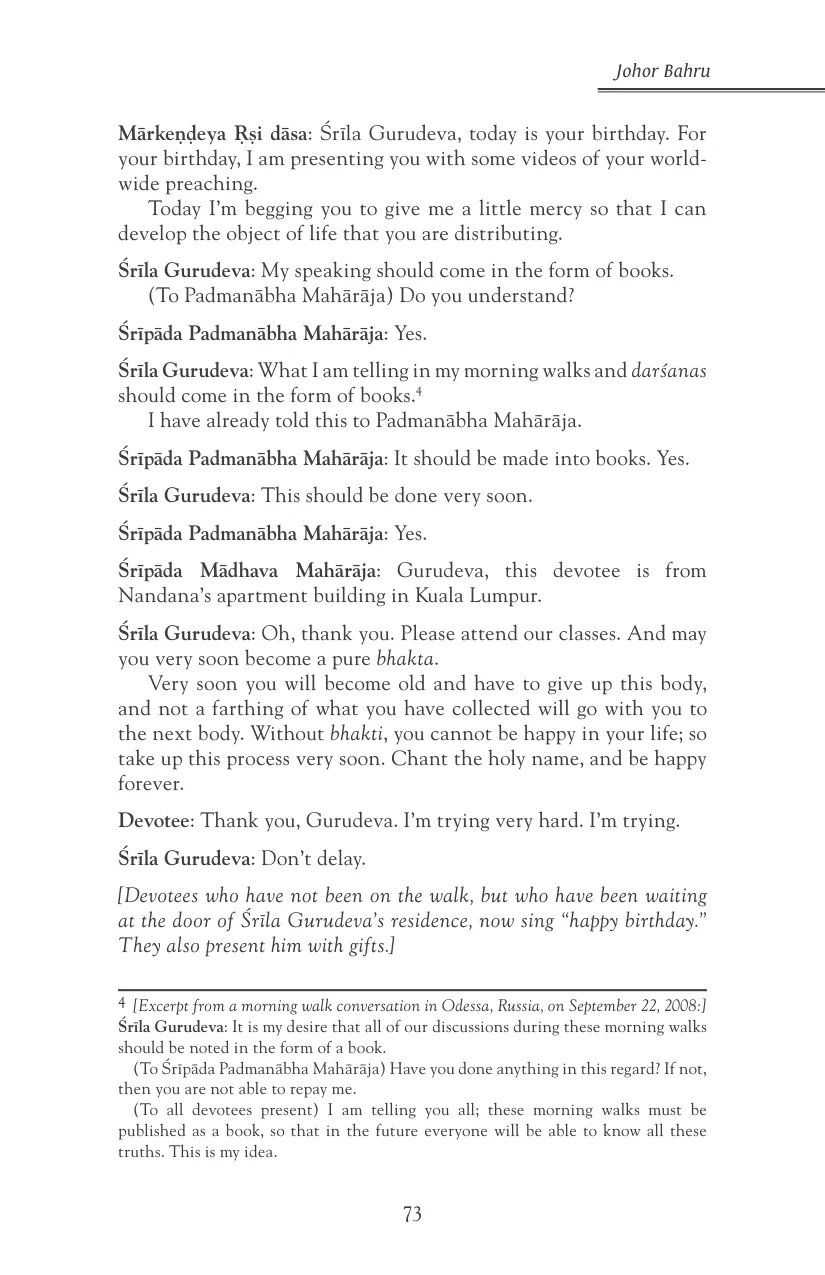 Johor Bahru
Mārkeṇḍeya Ṛṣi dāsa: Śrīla Gurudeva, today is your birthday. For
your birthday, I am presenting you with some videos of your world-
wide preaching.
Today I’m begging you to give me a little mercy so that I can
develop the object of life that you are distributing.
Śrīla Gurudeva: My speaking should come in the form of books.
(To Padmanābha Mahārāja) Do you understand?
Śrīpāda Padmanābha Mahārāja: Yes.
Śrīla Gurudeva: What I am telling in my morning walks and darśanas
should come in the form of books.4
I have already told this to Padmanābha Mahārāja.
Śrīpāda Padmanābha Mahārāja: It should be made into books. Yes.
Śrīla Gurudeva: This should be done very soon.
Śrīpāda Padmanābha Mahārāja: Yes.
Śrīpāda Mādhava Mahārāja: Gurudeva, this devotee is from
Nandana’s apartment building in Kuala Lumpur.
Śrīla Gurudeva: Oh, thank you. Please attend our classes. And may
you very soon become a pure bhakta.
Very soon you will become old and have to give up this body,
and not a farthing of what you have collected will go with you to
the next body. Without bhakti, you cannot be happy in your life; so
take up this process very soon. Chant the holy name, and be happy
forever.
Devotee: Thank you, Gurudeva. I’m trying very hard. I’m trying.
Śrīla Gurudeva: Don’t delay.
[Devotees who have not been on the walk, but who have been waiting
at the door of Śrīla Gurudeva’s residence, now sing “happy birthday.”
They also present him with gifts.]
4 [Excerpt from a morning walk conversation in Odessa, Russia, on September 22, 2008:]
Śrīla Gurudeva: It is my desire that all of our discussions during these morning walks
should be noted in the form of a book.
(To Śrīpāda Padmanābha Mahārāja) Have you done anything in this regard? If not,
then you are not able to repay me.
(To all devotees present) I am telling you all; these morning walks must be
published as a book, so that in the future everyone will be able to know all these
truths. This is my idea.
73